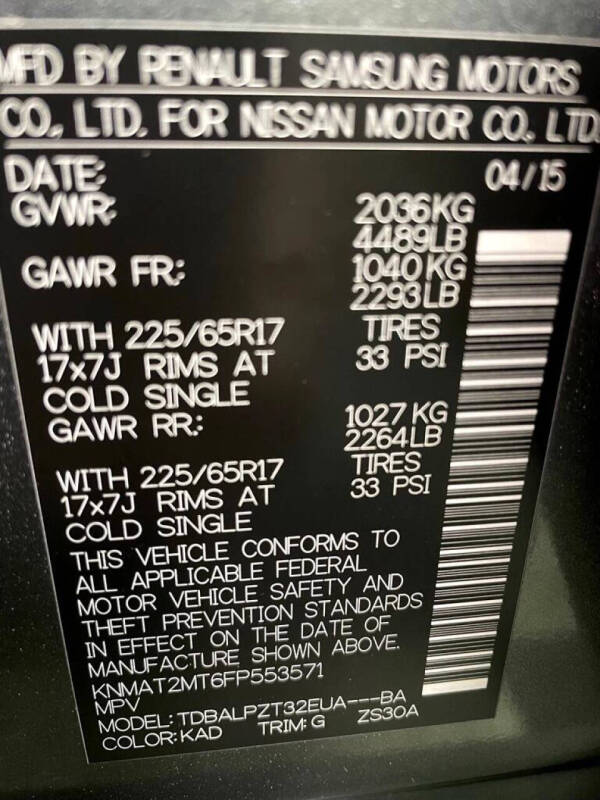 MFD BY RENAULT SAMSUNG MOTORS
CO., LTD. FOR NISSAN MOTOR CO., LTD.
DATE: 04/15
GVWR: 2036KG
4489LB
GAWR FR: 1040KG
2293LB
WITH 225/65R17 TIRES
17x7J RIMS AT 33 PSI
COLD SINGLE
GAWR RR: 1027KG
2264LB
WITH 225/65R17 TIRES
17x7J RIMS AT 33 PSI
COLD SINGLE
THIS VEHICLE CONFORMS TO
ALL APPLICABLE FEDERAL
MOTOR VEHICLE SAFETY AND
THEFT PREVENTION STANDARDS
IN EFFECT ON THE DATE OF
MANUFACTURE SHOWN ABOVE.
KNMAT2MT6FP553571
MPV
MODEL: TDBALPZT32EUA---BA
COLOR: KAD TRIM: G ZS30A